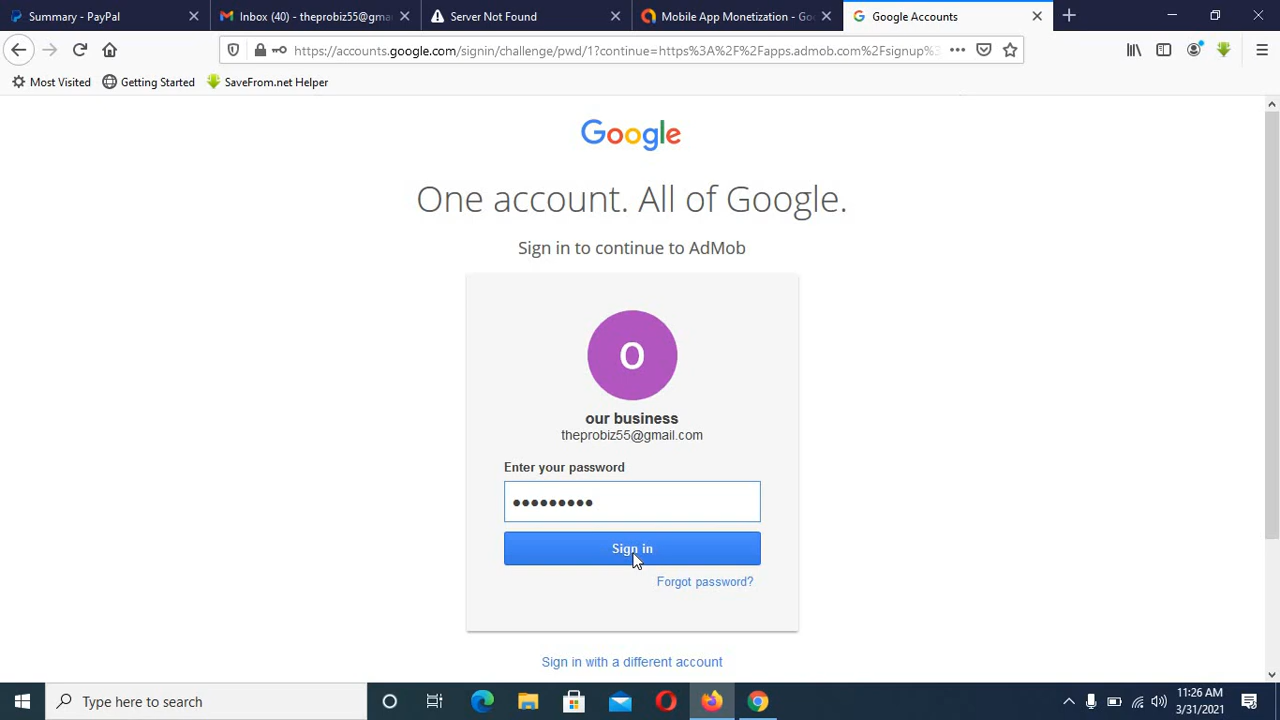 Summary - PayPal
Inbox (40) - theprobiz55@gma
Server Not Found
Mobile App Monetization - Goo
Google Accounts
https://accounts.google.com/signin/challenge/pwd/1?continue=https%3A%2F%2Fapps.admob.com%2Fsignup%
Most Visited
Getting Started
SaveFrom.net Helper
Google
One account. All of Google.
Sign in to continue to AdMob
O
our business
theprobiz55@gmail.com
Enter your password
●●●●●●●●●
Sign in
Forgot password?
Sign in with a different account
Type here to search
11:26 AM
3/31/2021